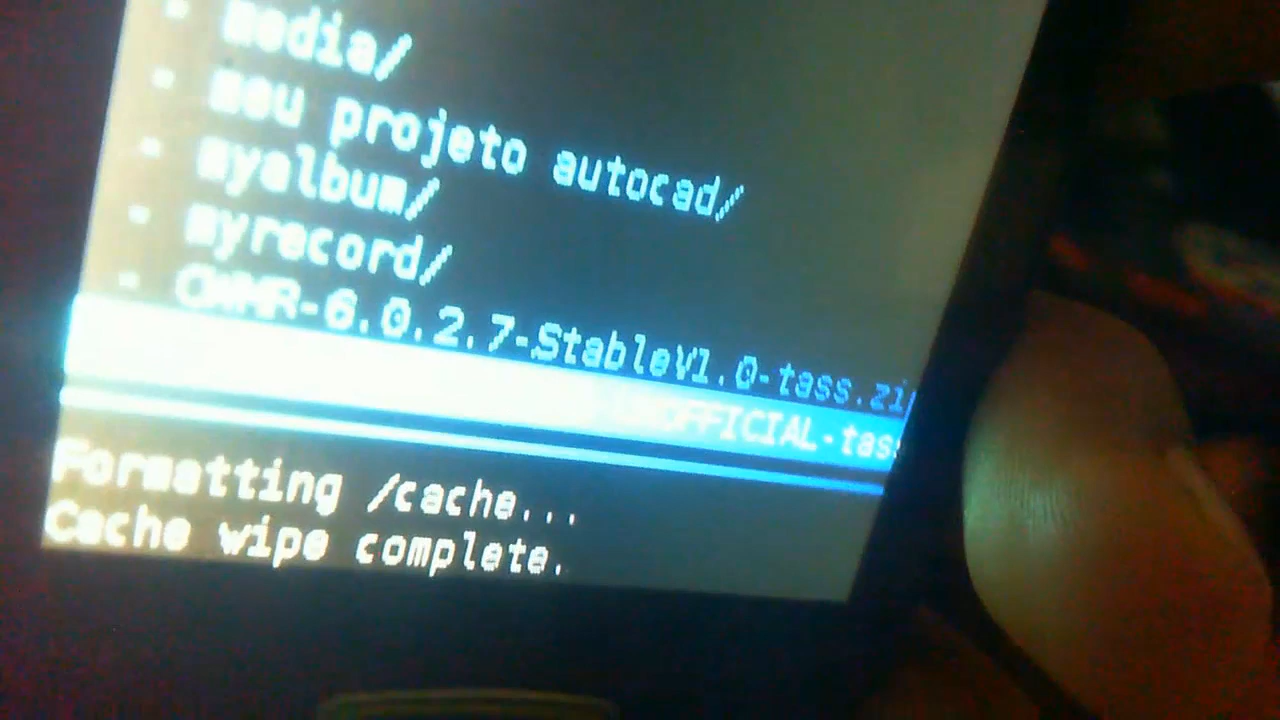 - media/
- meu projeto autocad/
- myalbum/
- myrecord/
- CWMR-6.0.2.7-StableV1.0-tass.zip
UNOFFICIAL-tass
Formatting /cache...
Cache wipe complete.